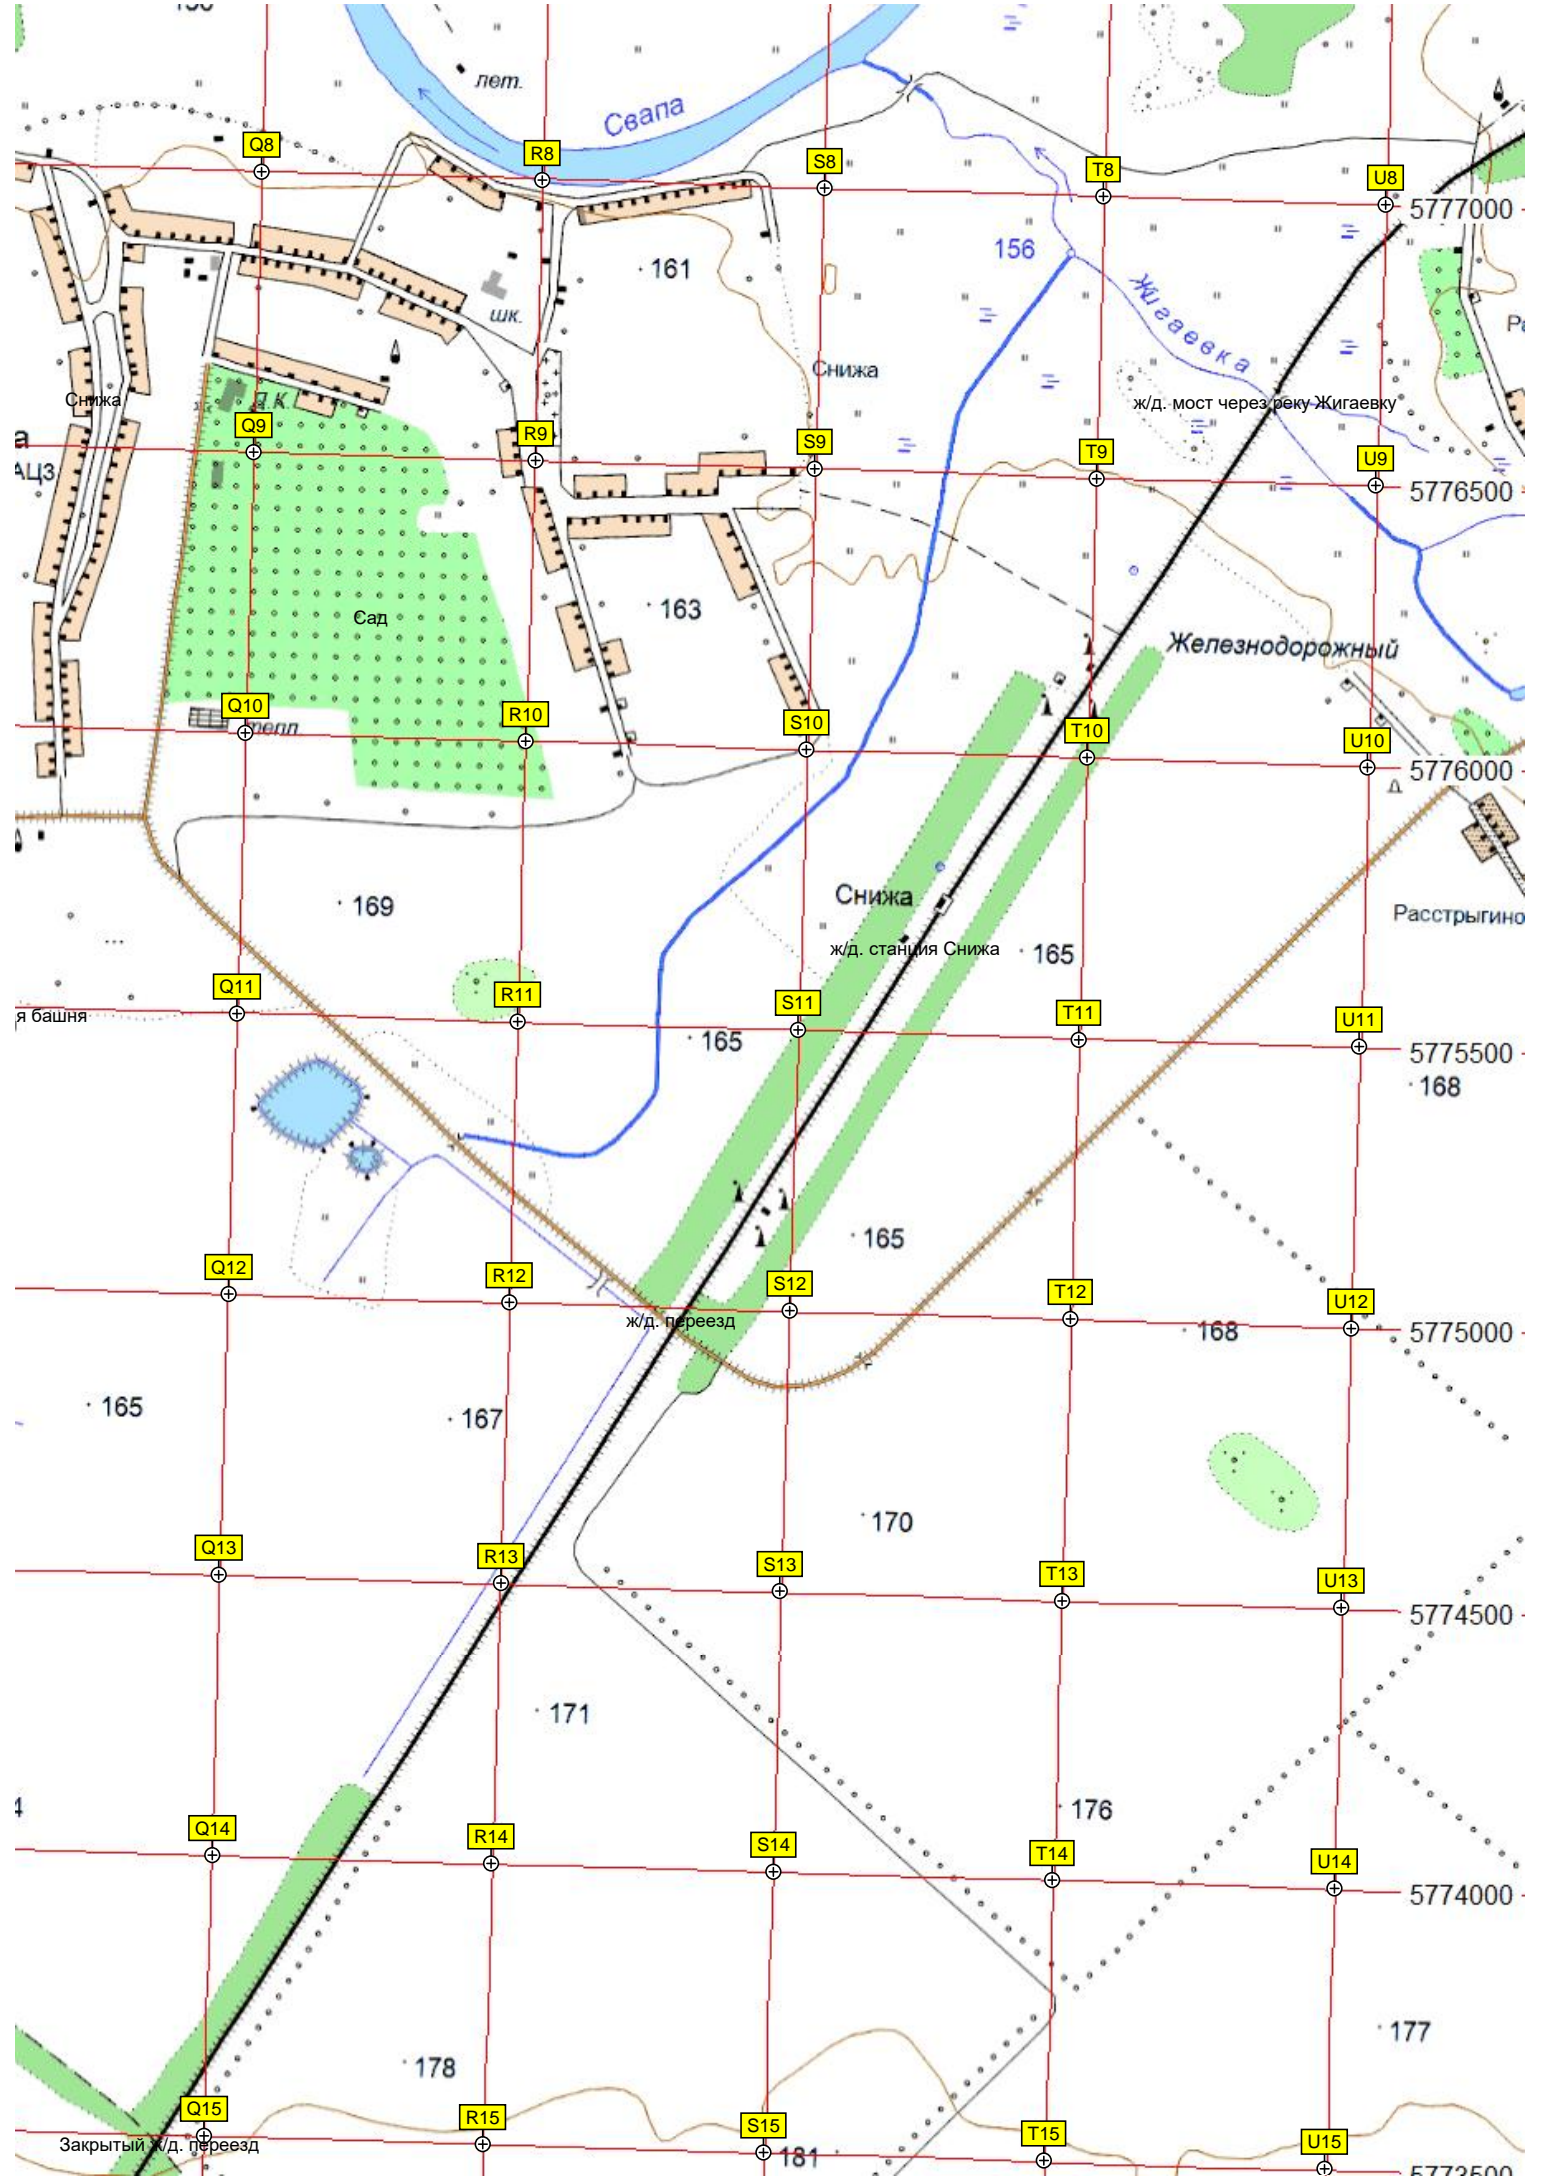 лет.
Свапа
Q8
R8
S8
T8
U8
5777000
156
161
Жигаевка
шк.
Снижа
Снижа
ж/д. мост через реку Жигаевку
Д.К.
Q9
R9
S9
T9
U9
5776500
Сад
163
Железнодорожный
Q10
R10
S10
T10
U10
тепл
5776000
169
Снижа
Расстрыгино
ж/д. станция Снижа
165
Q11
R11
S11
T11
U11
я башня
165
5775500
168
165
Q12
R12
S12
T12
U12
ж/д. переезд
168
5775000
165
167
170
Q13
R13
S13
T13
U13
5774500
171
176
Q14
R14
S14
T14
U14
5774000
177
178
Q15
R15
S15
T15
U15
Закрытый ж/д. переезд
181